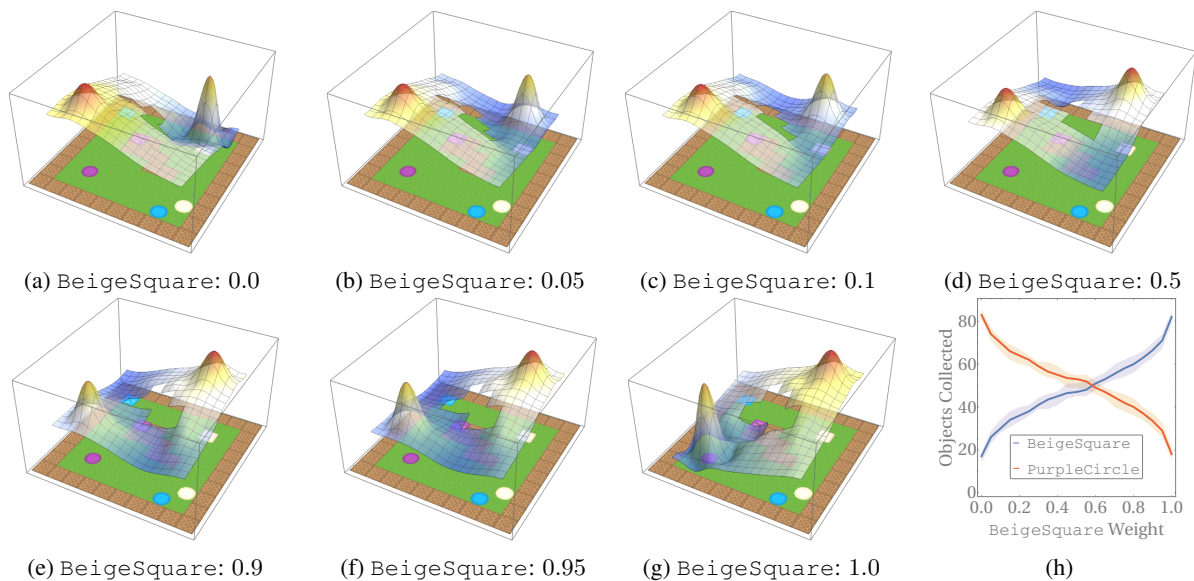 (a) BeigeSquare: 0.0
(b) BeigeSquare: 0.05
(c) BeigeSquare: 0.1
(d) BeigeSquare: 0.5
Objects Collected
80
60
40
20
0
BeigeSquare
PurpleCircle
0.0 0.2 0.4 0.6 0.8 1.0
BeigeSquare Weight
(e) BeigeSquare: 0.9
(f) BeigeSquare: 0.95
(g) BeigeSquare: 1.0
(h)